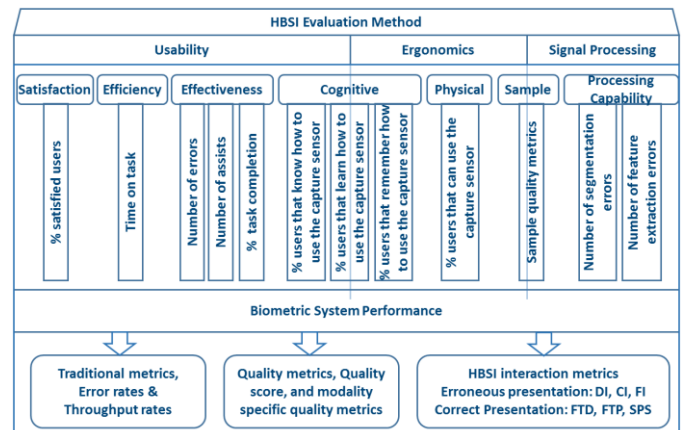 HBSI Evaluation Method
Usability
Ergonomics
Signal Processing
Satisfaction
Efficiency
Effectiveness
Cognitive
Physical
Sample
Processing
Capability
% satisfied users
Time on task
Number of errors
Number of assists
% task completion
% users that know how to
use the capture sensor
% users that learn how to
use the capture sensor
% users that remember how
to use the capture sensor
% users that can use the
capture sensor
Sample quality metrics
Number of segmentation
errors
Number of feature
extraction errors
Biometric System Performance
Traditional metrics,
Error rates &
Throughput rates
Quality metrics, Quality
score, and modality
specific quality metrics
HBSI interaction metrics
Erroneous presentation: DI, CI, FI
Correct Presentation: FTD, FTP, SPS